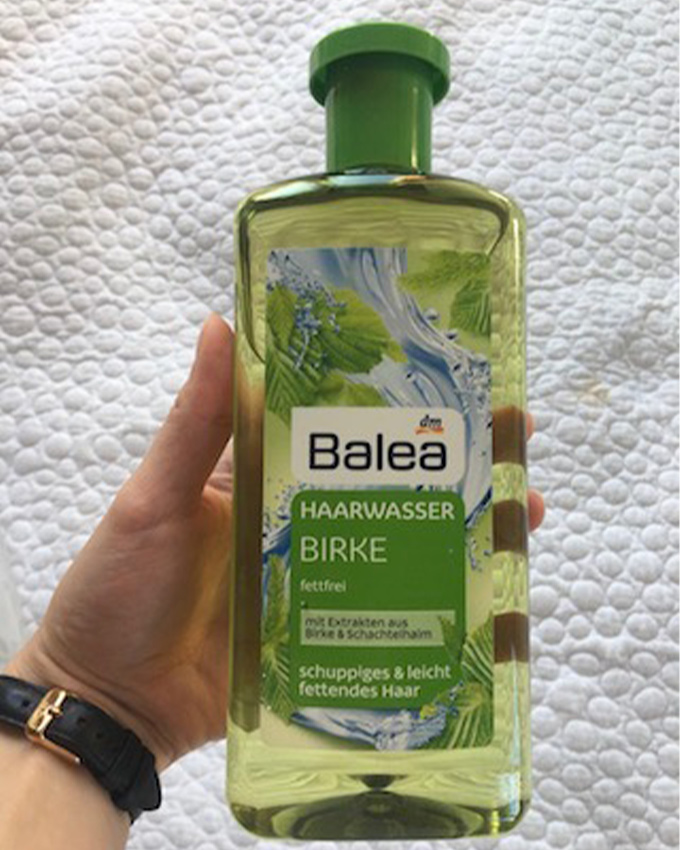 dm
Balea
HAARWASSER
BIRKE
fettfrei
mit Extrakten aus
Birke & Schachtelhalm
schuppiges & leicht
fettendes Haar